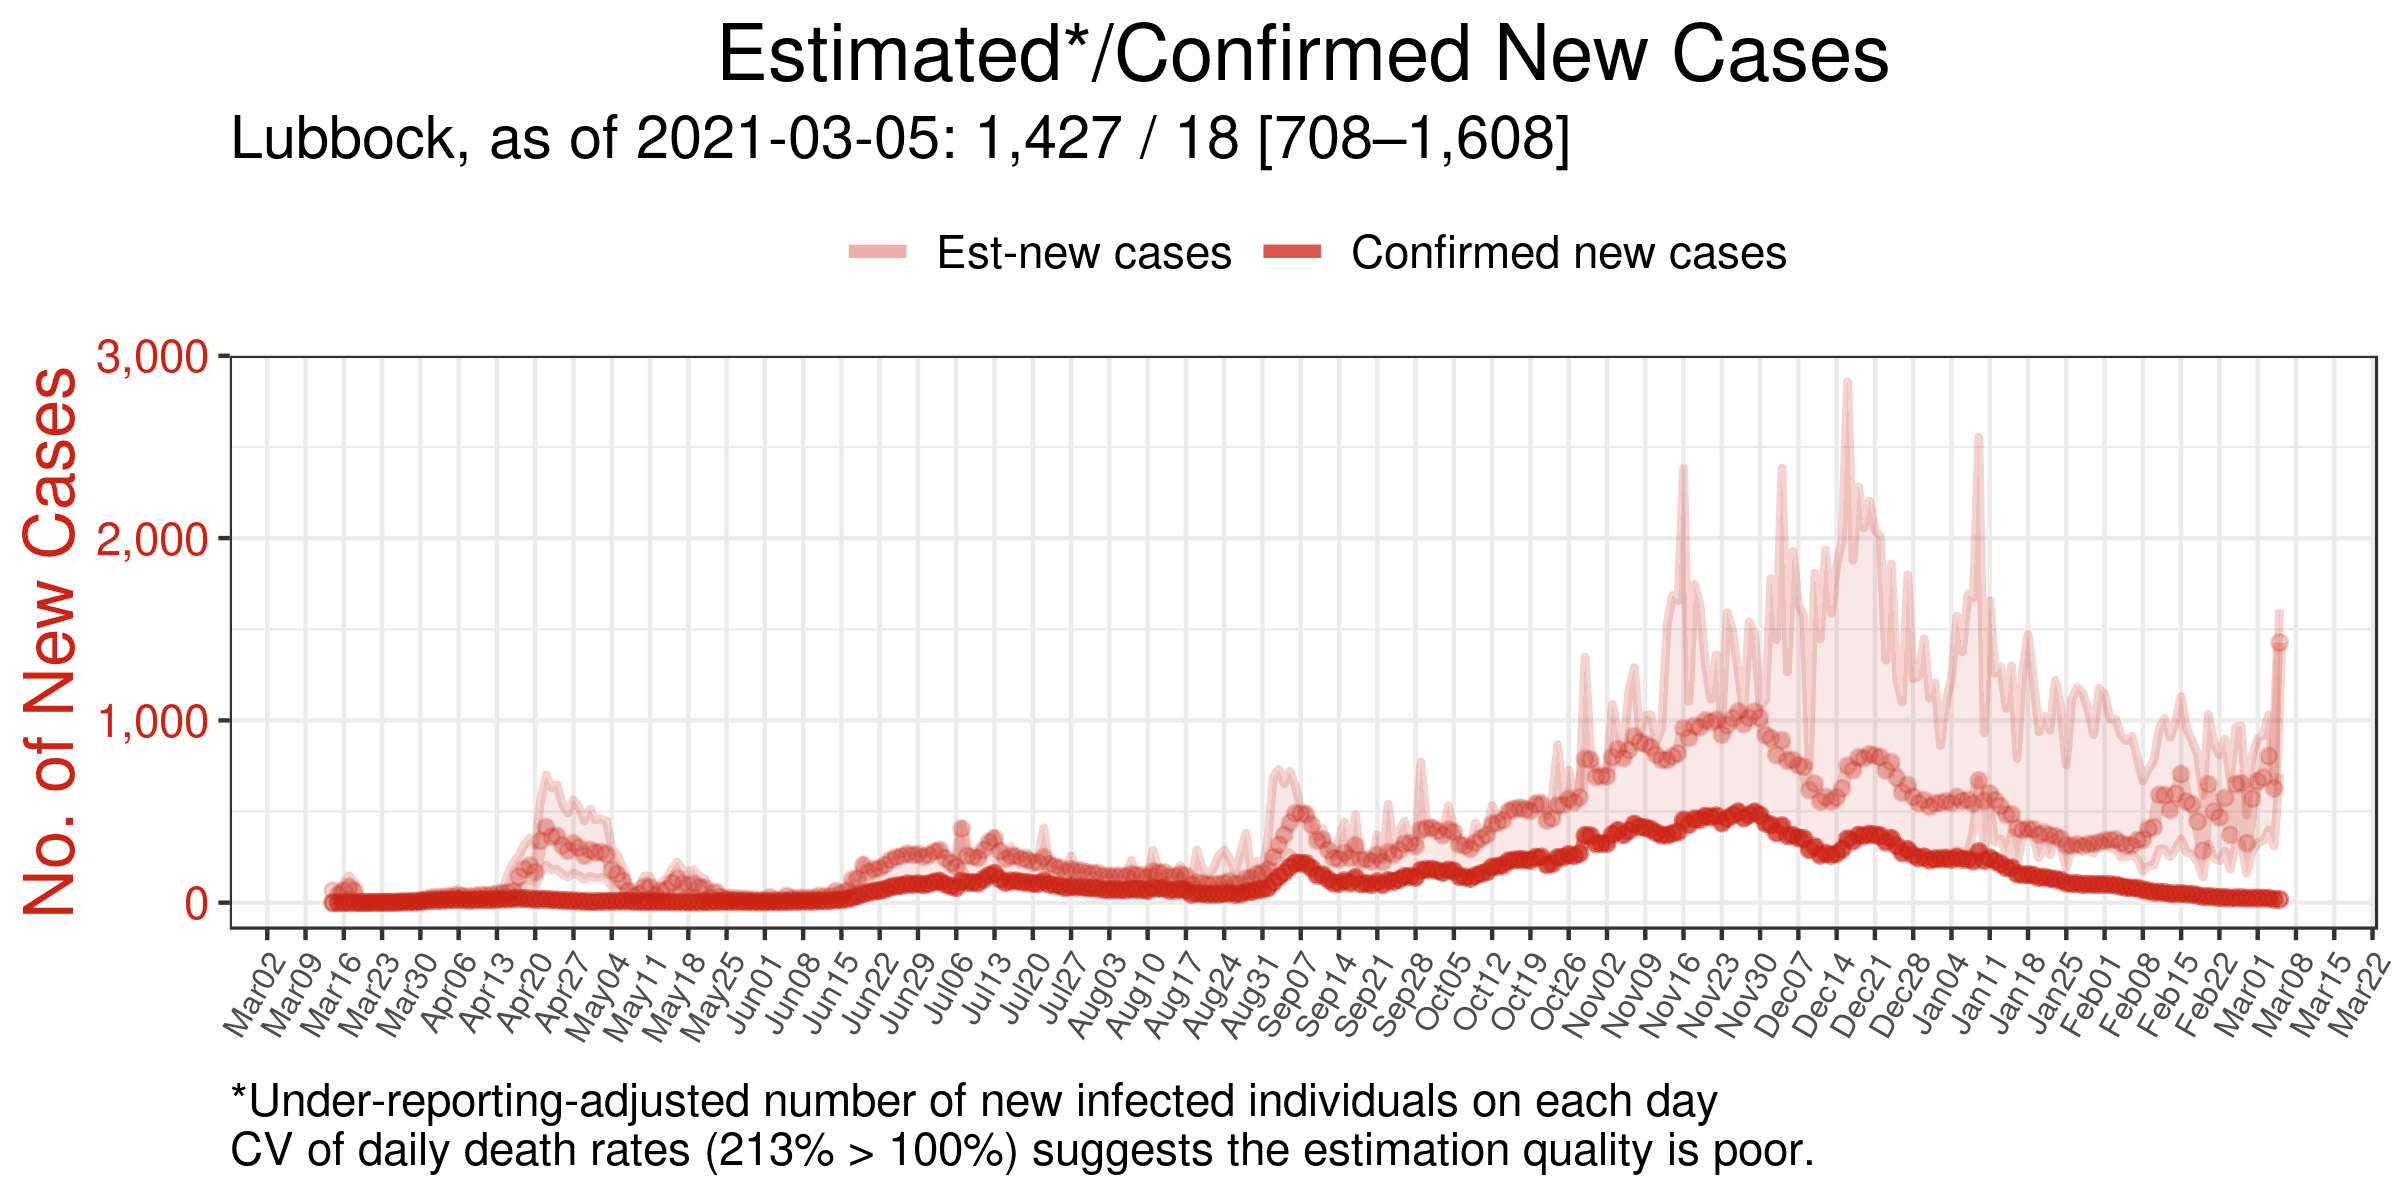 Estimated*/Confirmed New Cases
Lubbock, as of 2021-03-05: 1,427 / 18 [708–1,608]
Est-new cases Confirmed new cases
No. of New Cases
3,000
2,000
1,000
0
Mar02 Mar09 Mar16 Mar23 Mar30 Apr06 Apr13 Apr20 Apr27 May04 May11 May18 May25 Jun01 Jun08 Jun15 Jun22 Jun29 Jul06 Jul13 Jul20 Jul27 Aug03 Aug10 Aug17 Aug24 Aug31 Sep07 Sep14 Sep21 Sep28 Oct05 Oct12 Oct19 Oct26 Nov02 Nov09 Nov16 Nov23 Nov30 Dec07 Dec14 Dec21 Dec28 Jan04 Jan11 Jan18 Jan25 Feb01 Feb08 Feb15 Feb22 Mar01 Mar08 Mar15 Mar22
*Under-reporting-adjusted number of new infected individuals on each day
CV of daily death rates (213% > 100%) suggests the estimation quality is poor.